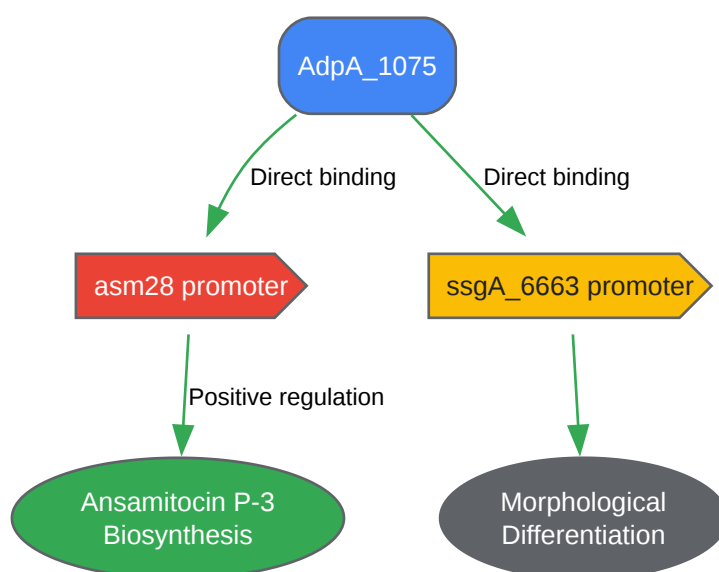 AdpA_1075
Direct binding
Direct binding
asm28 promoter
ssgA_6663 promoter
Positive regulation
Ansamitocin P-3
Biosynthesis
Morphological
Differentiation